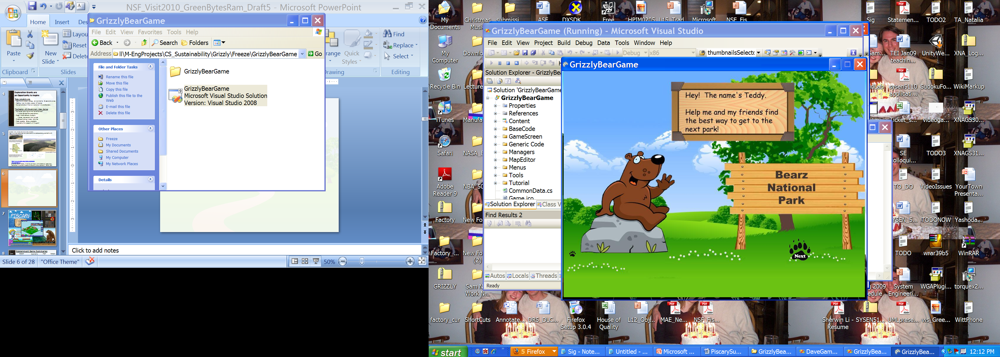 NSF_Visit2010_GreenBytesRam_Draft5 - Microsoft PowerPoint
Home Insert Des
Paste
New
Slide
Layou
Reset
Delete
Clipboard
Slides
range
Quick
Styles
Drawing
Find
Replace
Select
Editing
GrizzlyBearGame
File Edit View Favorites Tools Help
Back Search Folders
Address ll\M-EngProjects\CS_Sustainability\Grizzly\Freeze\GrizzlyBearGame Go
File and Folder Tasks
Rename this file
Move this file
Copy this file
Publish this file to the
Web
E-mail this file
Delete this file
Other Places
Freeze
My Documents
Shared Documents
My Computer
My Network Places
Details
GrizzlyBearGame
GrizzlyBearGame
Microsoft Visual Studio Solution
Version: Visual Studio 2008
4
Exploration Grants are
an Opportunity to Inspire
5
6
7
PISCARY
8
Edutainment Game Summaries
Click to add notes
Slide 6 of 28 "Office Theme" 50%
My
Documents
Christmas
Music
submissi...
ASE
DXSDK
Free
HPIM0205
L15_Trad
Microsoft
NSF_Fis
Sig
Statemen...
TODO2
TA_Natalia
My
Computer
Downlo
Recycle Bin
Lecture
iTunes
Manufa
Safari
NASA_E
Adobe
Reader 9
NBA_50
Factory
New Fo
Factory_...
New Fo
(2)
GRIZZLY
Sam N
Work N...
factory_cur
ShortCuts
Annotate...
DRS_DLC...
Firefox
Setup 3.0.4
House of
Quality
L12_Obj...
MAE_Ne...
NSF_Fis...
Sherwin Li -
Resume
SYSEN51...
UMLprese...
ws_Gree...
WittPhone
GrizzlyBearGame (Running) - Microsoft Visual Studio
File Edit View Project Build Debug Data Tools Window Help
Debug x86 thumbnailsSelectc
Solution Explorer - GrizzlyBea
Solution 'GrizzlyBearGame
GrizzlyBearGame
Properties
References
Content
BaseCode
GameScreen
Generic Code
Managers
MapEditor
Menus
Tools
Tutorial
CommonData.cs
Game.ico
Solution Explorer Class V
Find Results 2
Autos Locals Threads
Ready
GrizzlyBearGame
Hey! The name's Teddy.
Help me and my friends find
the best way to get to the
next park!
Bearz
National
Park
Next
TEI Jan09
teaching...
UnityWe...
XNA_Log...
ndLab
sysen5110
applicati...
SudokuFo...
WikiMarkup
Ticket_s...
videoga...
XNAGS30...
SE
colloqui...
TODO3
XNAGS31...
TO_DO
VideoIssues
YourTown
Presenta...
YSEN_5...
TODONOW
Yashoda...
TODO
wrar39b5
WinRAR
g 2009
edule
System
Engineeri...
WGAPlugi...
torquex2...
start
5 Firefox
Sig - Note...
Untitled - ...
Microsoft ...
PiscarySu...
GrizzlyBea...
DaveGam...
GrizzlyBea...
GrizzlyBea...
12:12 PM